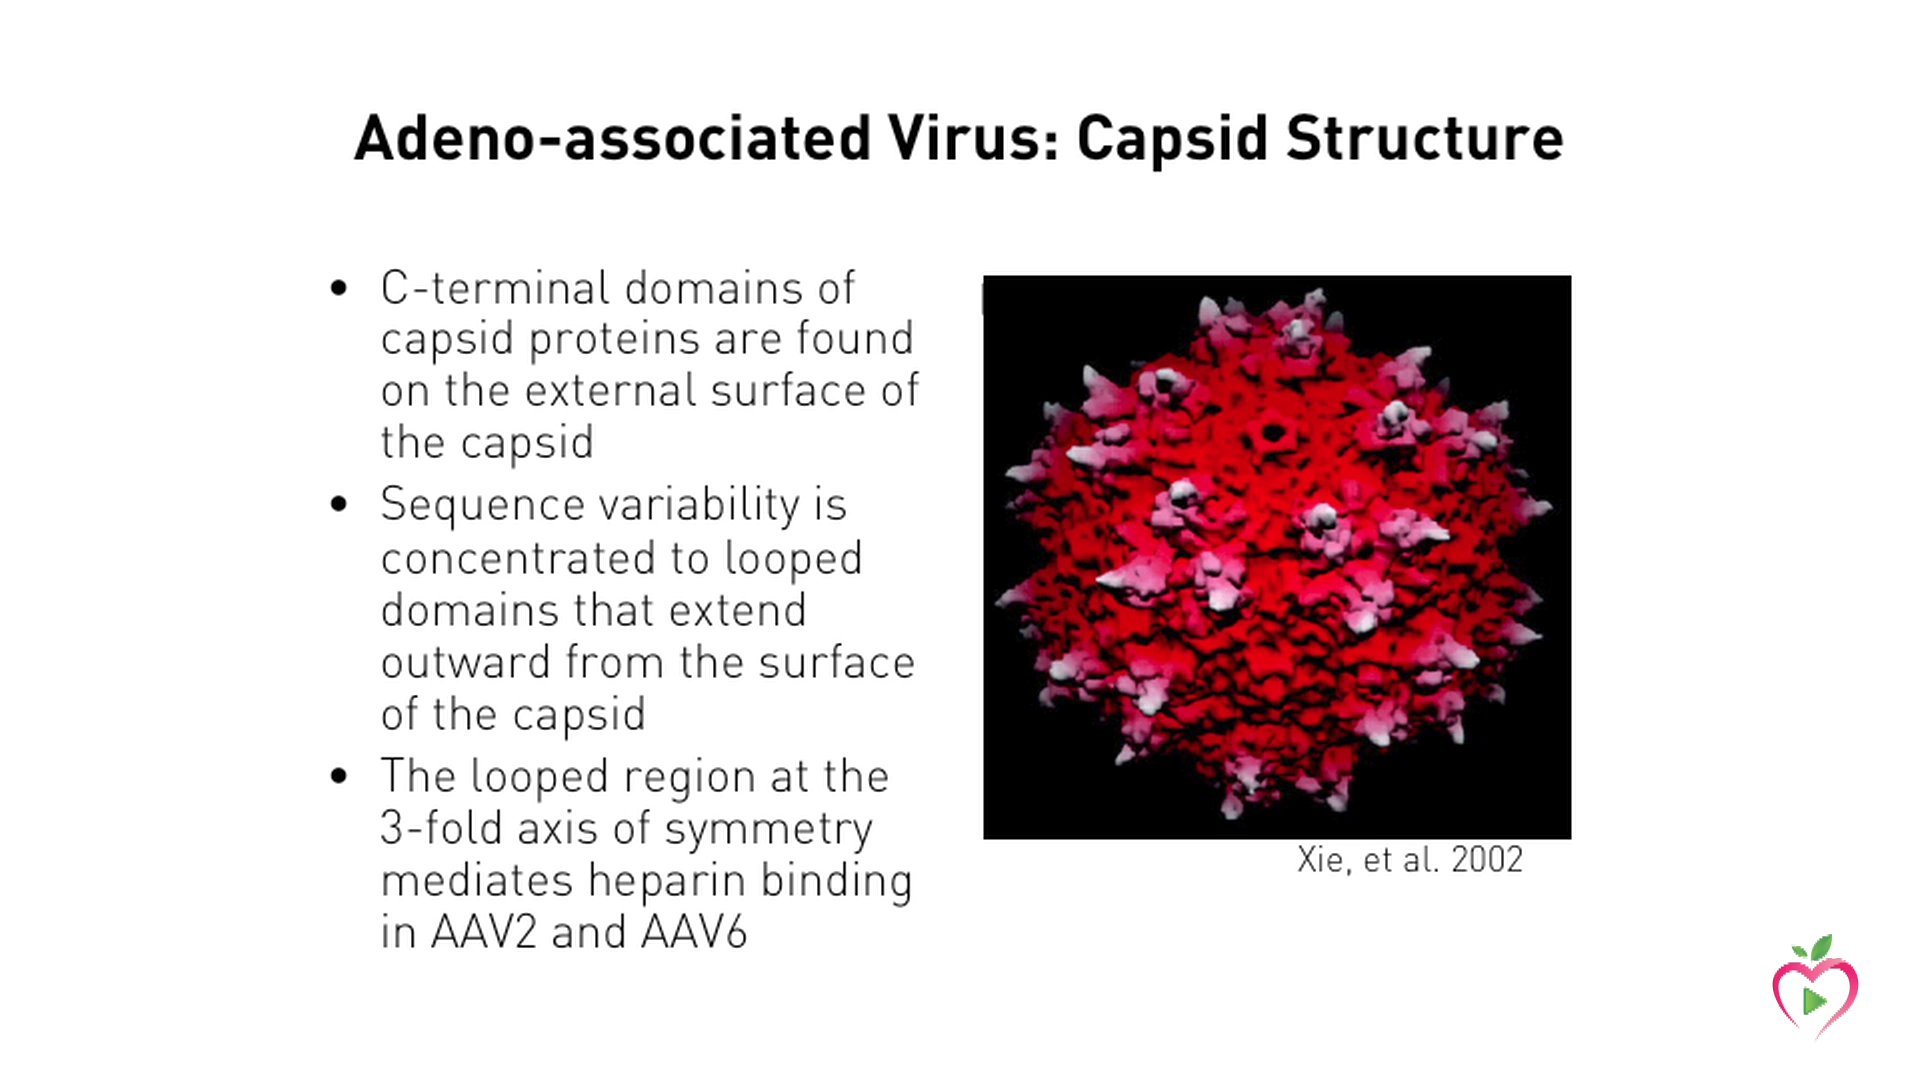 Adeno-associated Virus: Capsid Structure
• C-terminal domains of
capsid proteins are found
on the external surface of
the capsid
• Sequence variability is
concentrated to looped
domains that extend
outward from the surface
of the capsid
• The looped region at the
3-fold axis of symmetry
mediates heparin binding
in AAV2 and AAV6
Xie, et al. 2002